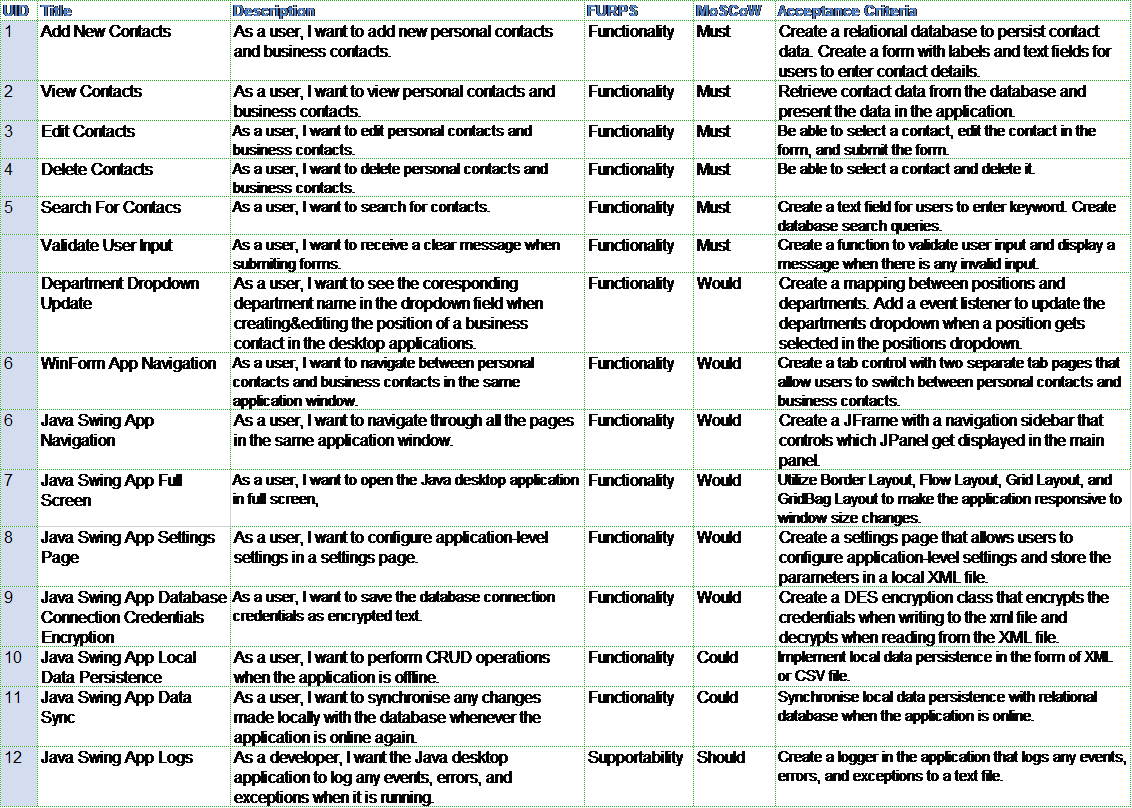 UID Title Description FURPS MoSCoW Acceptance Criteria
1 Add New Contacts As a user, I want to add new personal contacts Functionality Must Create a relational database to persist contact
and business contacts. data. Create a form with labels and text fields for
users to enter contact details.
2 View Contacts As a user, I want to view personal contacts and Functionality Must Retrieve contact data from the database and
business contacts. present the data in the application.
3 Edit Contacts As a user, I want to edit personal contacts and Functionality Must Be able to select a contact, edit the contact in the
business contacts. form, and submit the form.
4 Delete Contacts As a user, I want to delete personal contacts and Functionality Must Be able to select a contact and delete it.
business contacts.
5 Search For Contacs As a user, I want to search for contacts. Functionality Must Create a text field for users to enter keyword. Create
database search queries.
Validate User Input As a user, I want to receive a clear message when Functionality Must Create a function to validate user input and display a
submiting forms. message when there is any invalid input.
Department Dropdown As a user, I want to see the coresponding Functionality Would Create a mapping between positions and
Update department name in the dropdown field when departments. Add a event listener to update the
creating&editing the position of a business departments dropdown when a position gets
contact in the desktop applications. selected in the positions dropdown.
6 WinForm App Navigation As a user, I want to navigate between personal Functionality Would Create a tab control with two separate tab pages that
contacts and business contacts in the same allow users to switch between personal contacts and
application window. business contacts.
6 Java Swing App As a user, I want to navigate through all the pages Functionality Would Create a JFrame with a navigation sidebar that
Navigation in the same application window. controls which JPanel get displayed in the main
panel.
7 Java Swing App Full As a user, I want to open the Java desktop application Functionality Would Utilize Border Layout, Flow Layout, Grid Layout, and
Screen in full screen, GridBag Layout to make the application responsive to
window size changes.
8 Java Swing App Settings As a user, I want to configure application-level Functionality Would Create a settings page that allows users to
Page settings in a settings page. configure application-level settings and store the
parameters in a local XML file.
9 Java Swing App Database As a user, I want to save the database connection Functionality Would Create a DES encryption class that encrypts the
Connection Credentials credentials as encrypted text. credentials when writing to the xml file and
Encryption decrypts when reading from the XML file.
10 Java Swing App Local As a user, I want to perform CRUD operations Functionality Could Implement local data persistence in the form of XML
Data Persistence when the application is offline. or CSV file.
11 Java Swing App Data As a user, I want to synchronise any changes Functionality Could Synchronise local data persistence with relational
Sync made locally with the database whenever the database when the application is online.
application is online again.
12 Java Swing App Logs As a developer, I want the Java desktop Supportability Should Create a logger in the application that logs any events,
application to log any events, errors, and errors, and exceptions to a text file.
exceptions when it is running.